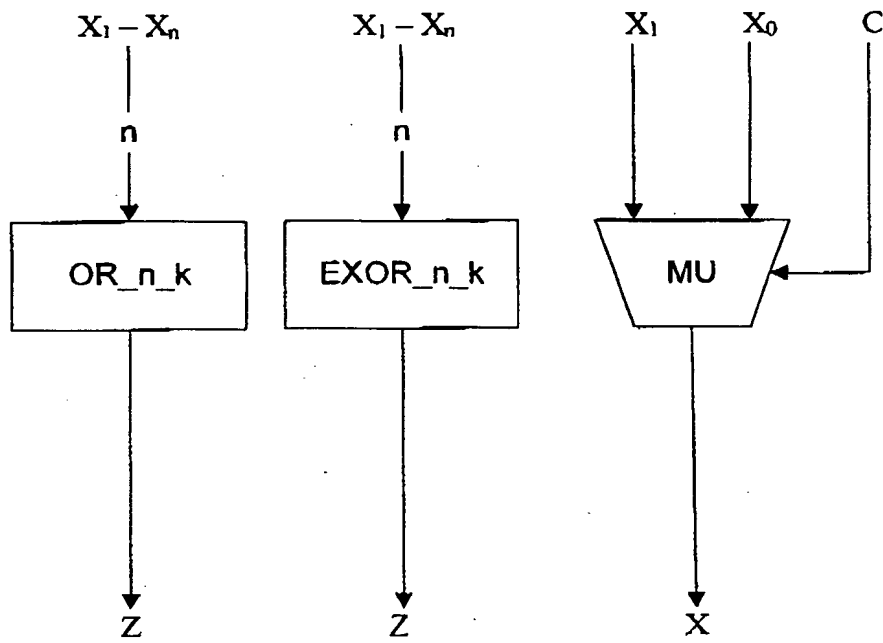 X₁ – Xₙ X₁ – Xₙ X₁ X₀ C
n n
OR_n_k EXOR_n_k MU
Z Z X